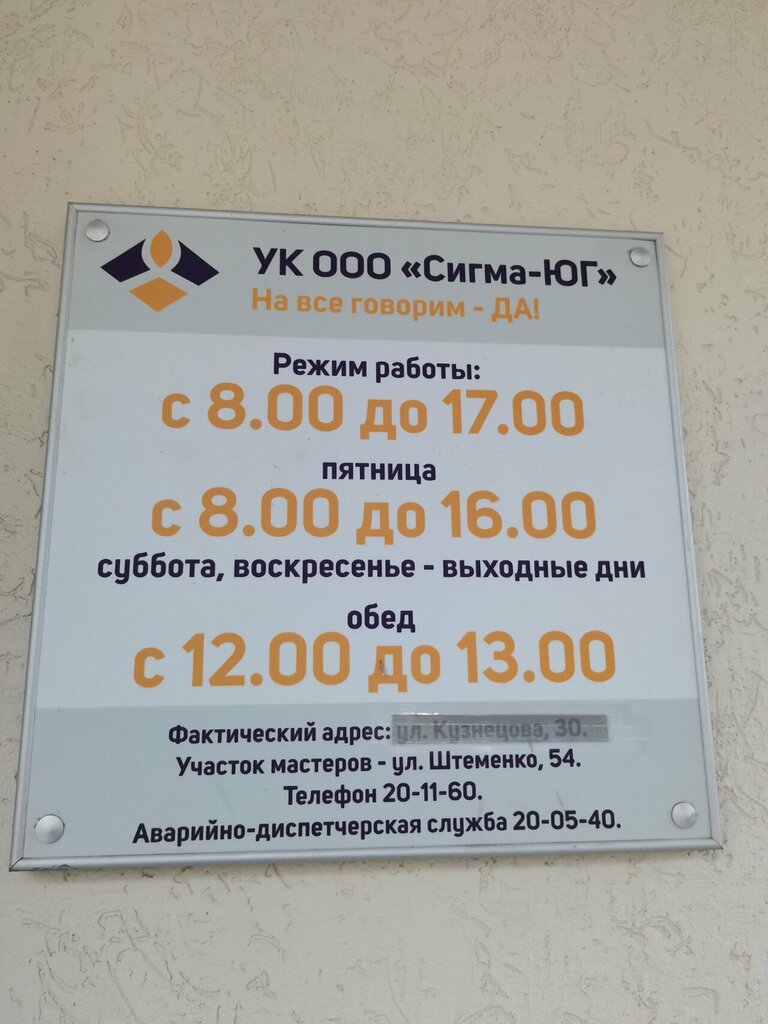 УК ООО «Сигма-ЮГ»
На все говорим - ДА!
Режим работы:
с 8.00 до 17.00
пятница
с 8.00 до 16.00
суббота, воскресенье - выходные дни
обед
с 12.00 до 13.00
Фактический адрес: ул. Кузнецова, 30.
Участок мастеров - ул. Штеменко, 54.
Телефон 20-11-60.
Аварийно-диспетчерская служба 20-05-40.